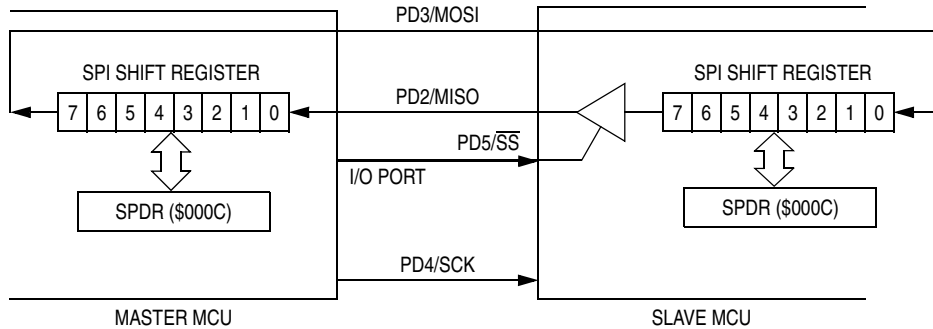 PD3/MOSI
SPI SHIFT REGISTER
SPI SHIFT REGISTER
7 6 5 4 3 2 1 0
PD2/MISO
7 6 5 4 3 2 1 0
PD5/S̅S̅
I/O PORT
SPDR ($000C)
SPDR ($000C)
PD4/SCK
MASTER MCU
SLAVE MCU